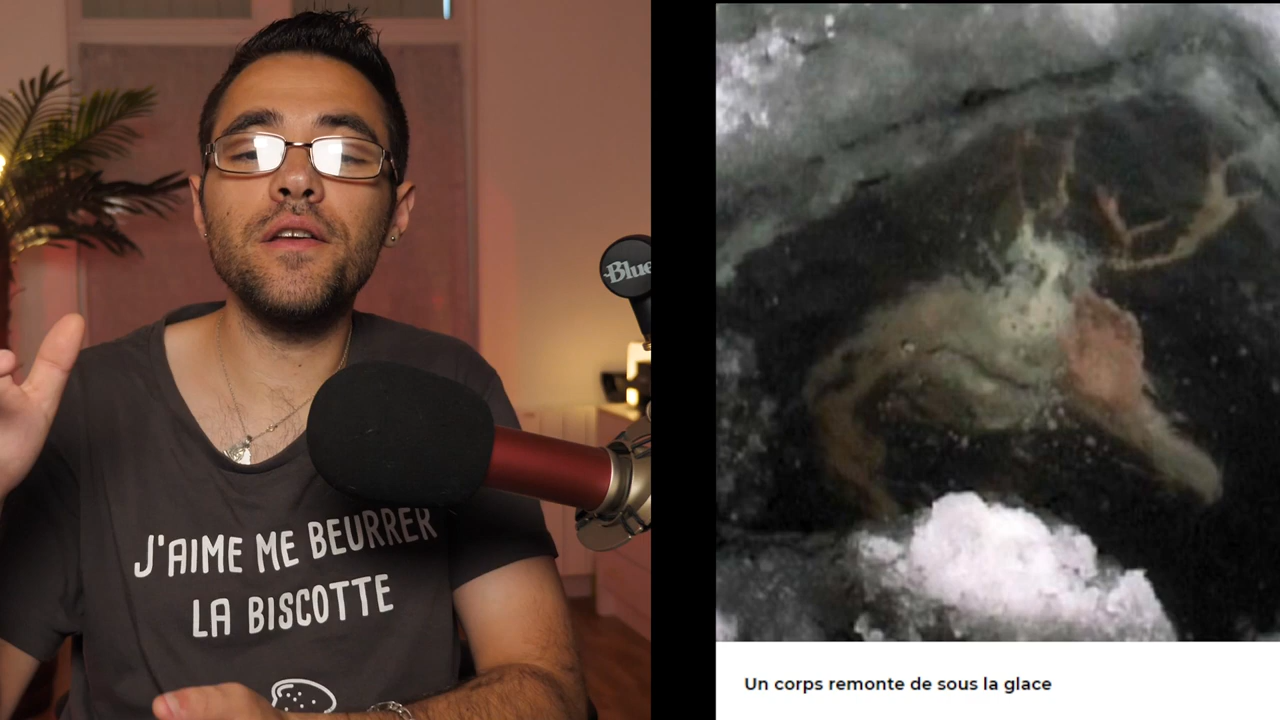 Blue
J'AIME ME BEURRER
LA BISCOTTE
Un corps remonte de sous la glace